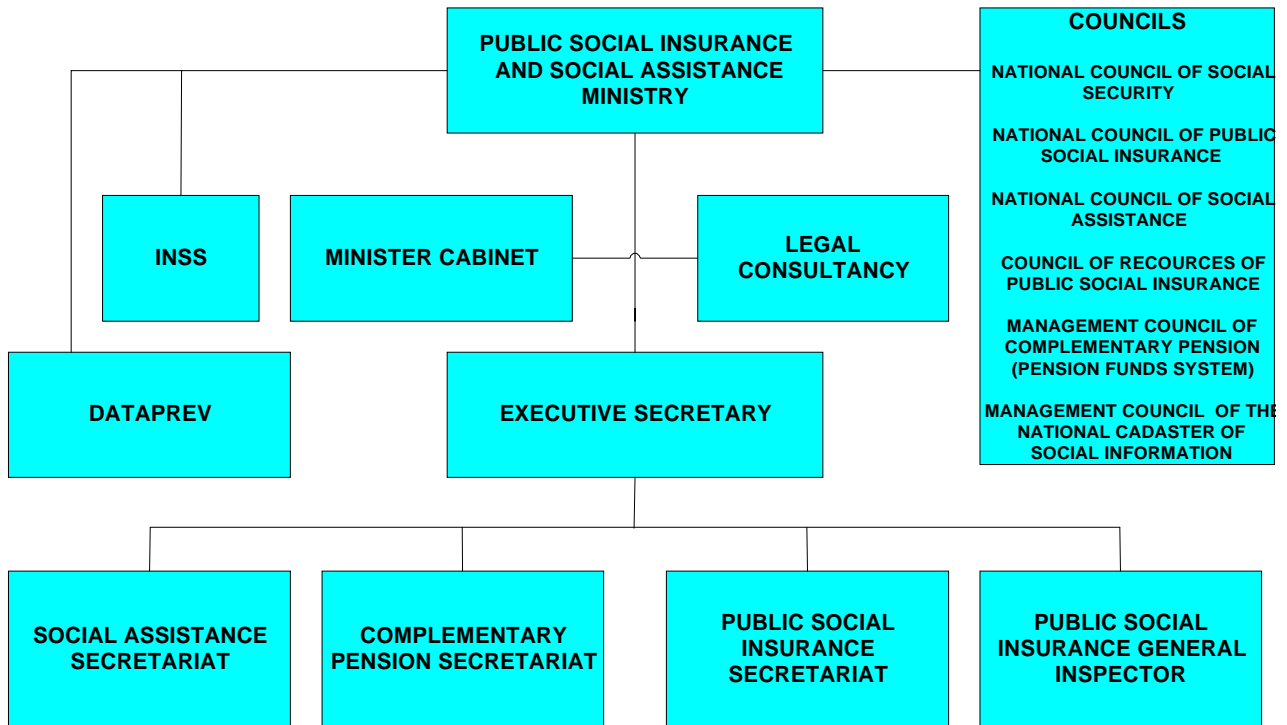 PUBLIC SOCIAL INSURANCE
AND SOCIAL ASSISTANCE
MINISTRY
COUNCILS
NATIONAL COUNCIL OF SOCIAL
SECURITY
NATIONAL COUNCIL OF PUBLIC
SOCIAL INSURANCE
NATIONAL COUNCIL OF SOCIAL
ASSISTANCE
COUNCIL OF RECOURCES OF
PUBLIC SOCIAL INSURANCE
MANAGEMENT COUNCIL OF
COMPLEMENTARY PENSION
(PENSION FUNDS SYSTEM)
MANAGEMENT COUNCIL OF THE
NATIONAL CADASTER OF
SOCIAL INFORMATION
INSS
MINISTER CABINET
LEGAL
CONSULTANCY
DATAPREV
EXECUTIVE SECRETARY
SOCIAL ASSISTANCE
SECRETARIAT
COMPLEMENTARY
PENSION SECRETARIAT
PUBLIC SOCIAL
INSURANCE
SECRETARIAT
PUBLIC SOCIAL
INSURANCE GENERAL
INSPECTOR